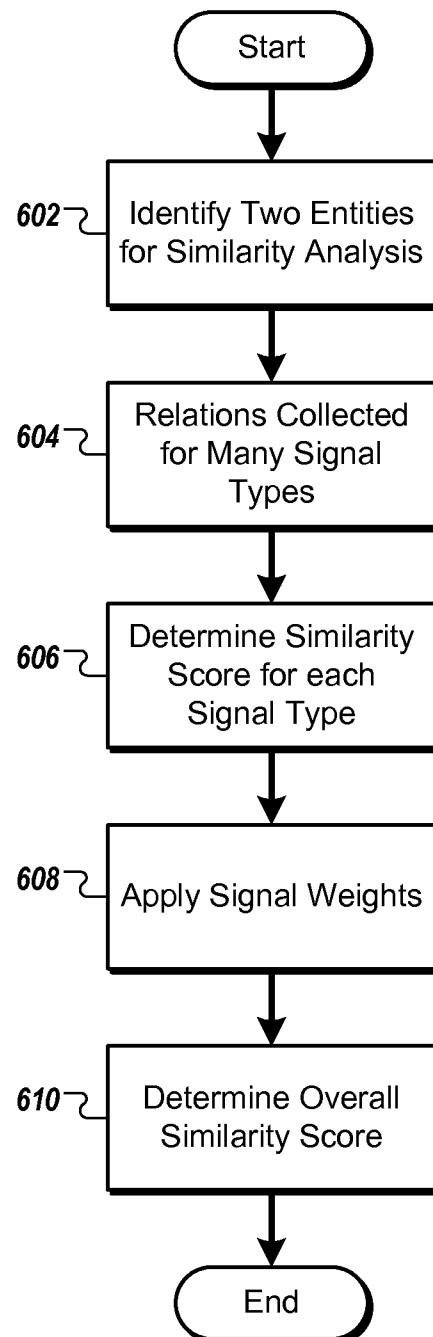 Start
602
Identify Two Entities
for Similarity Analysis
604
Relations Collected
for Many Signal
Types
606
Determine Similarity
Score for each
Signal Type
608
Apply Signal Weights
610
Determine Overall
Similarity Score
End